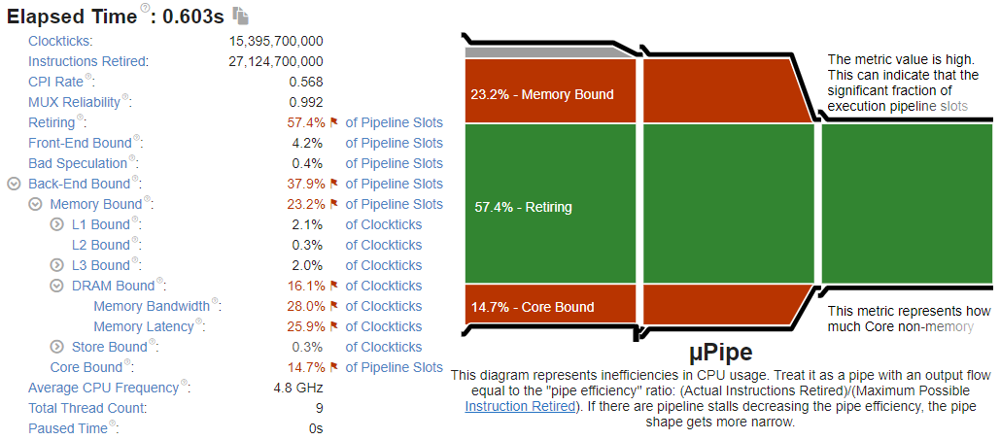 Elapsed Time ?: 0.603s
Clockticks: 15,395,700,000
Instructions Retired: 27,124,700,000
CPI Rate ?: 0.568
MUX Reliability ?: 0.992
Retiring ?: 57.4% of Pipeline Slots
Front-End Bound ?: 4.2% of Pipeline Slots
Bad Speculation ?: 0.4% of Pipeline Slots
Back-End Bound ?: 37.9% of Pipeline Slots
Memory Bound ?: 23.2% of Pipeline Slots
L1 Bound ?: 2.1% of Clockticks
L2 Bound ?: 0.3% of Clockticks
L3 Bound ?: 2.0% of Clockticks
DRAM Bound ?: 16.1% of Clockticks
Memory Bandwidth ?: 28.0% of Clockticks
Memory Latency ?: 25.9% of Clockticks
Store Bound ?: 0.3% of Clockticks
Core Bound ?: 14.7% of Pipeline Slots
Average CPU Frequency ?: 4.8 GHz
Total Thread Count: 9
Paused Time ?: 0s
23.2% - Memory Bound
57.4% - Retiring
14.7% - Core Bound
The metric value is high.
This can indicate that the
significant fraction of
execution pipeline slots
This metric represents how
much Core non-memory
µPipe
This diagram represents inefficiencies in CPU usage. Treat it as a pipe with an output flow
equal to the "pipe efficiency" ratio: (Actual Instructions Retired)/(Maximum Possible
Instruction Retired). If there are pipeline stalls decreasing the pipe efficiency, the pipe
shape gets more narrow.